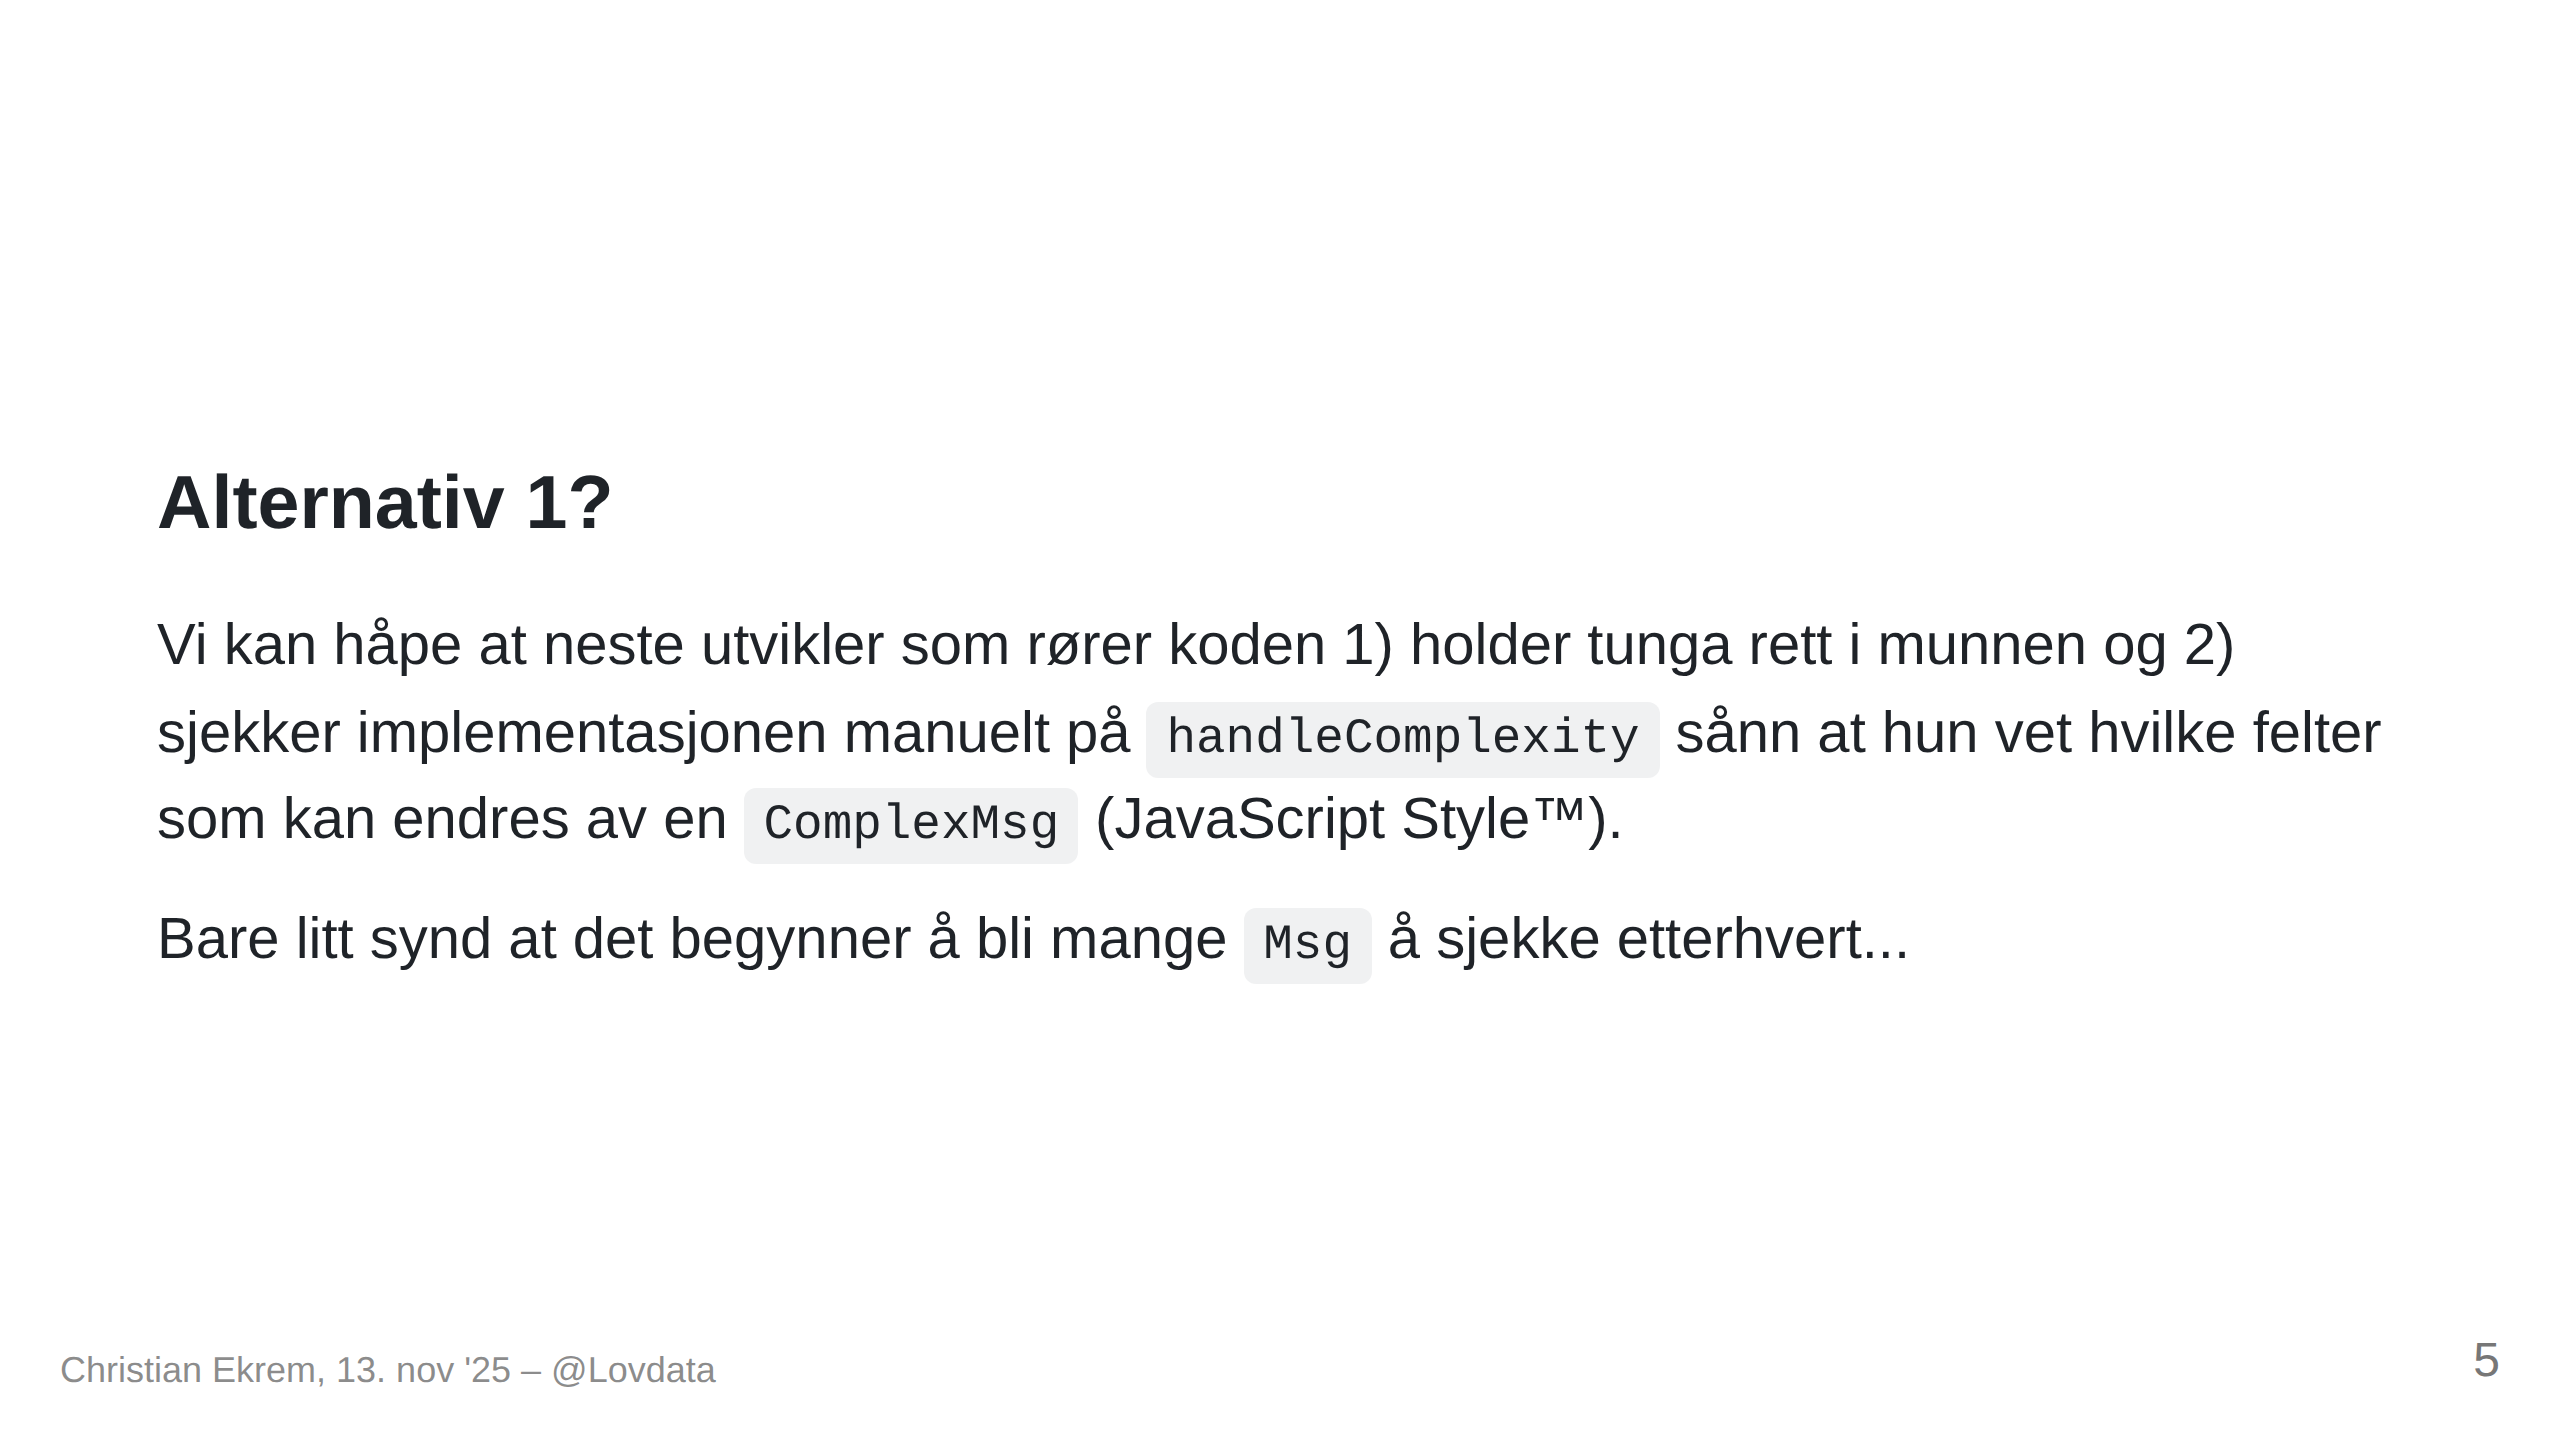 Alternativ 1?
Vi kan håpe at neste utvikler som rører koden 1) holder tunga rett i munnen og 2)
sjekker implementasjonen manuelt på handleComplexity sånn at hun vet hvilke felter
som kan endres av en ComplexMsg (JavaScript Style™).
Bare litt synd at det begynner å bli mange Msg å sjekke etterhvert...
Christian Ekrem, 13. nov '25 – @Lovdata
5